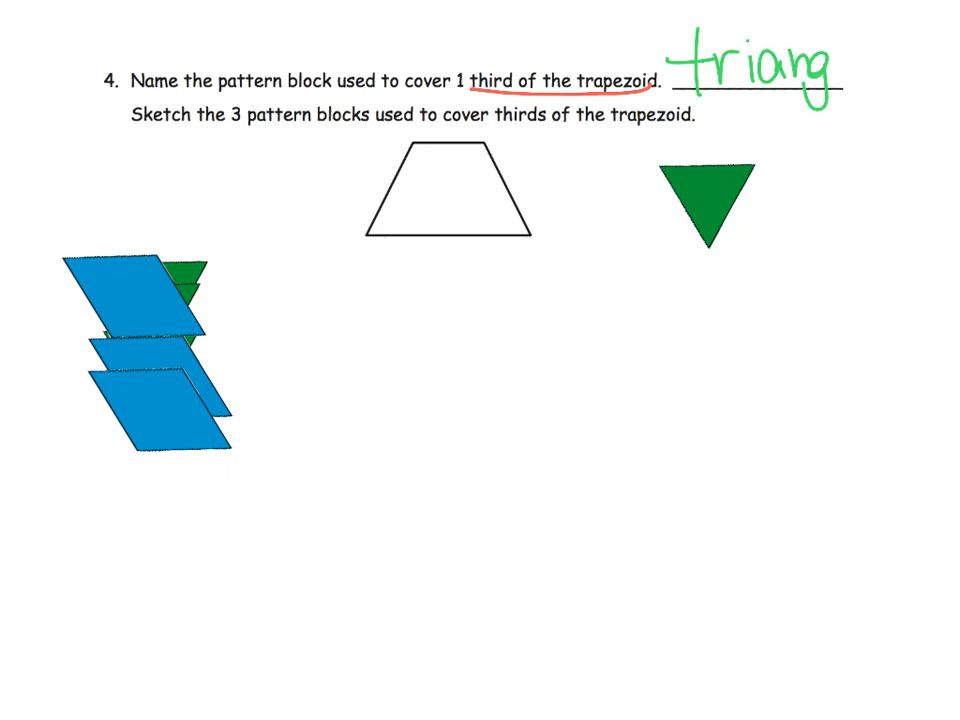 4. Name the pattern block used to cover 1 third of the trapezoid. triang
Sketch the 3 pattern blocks used to cover thirds of the trapezoid.